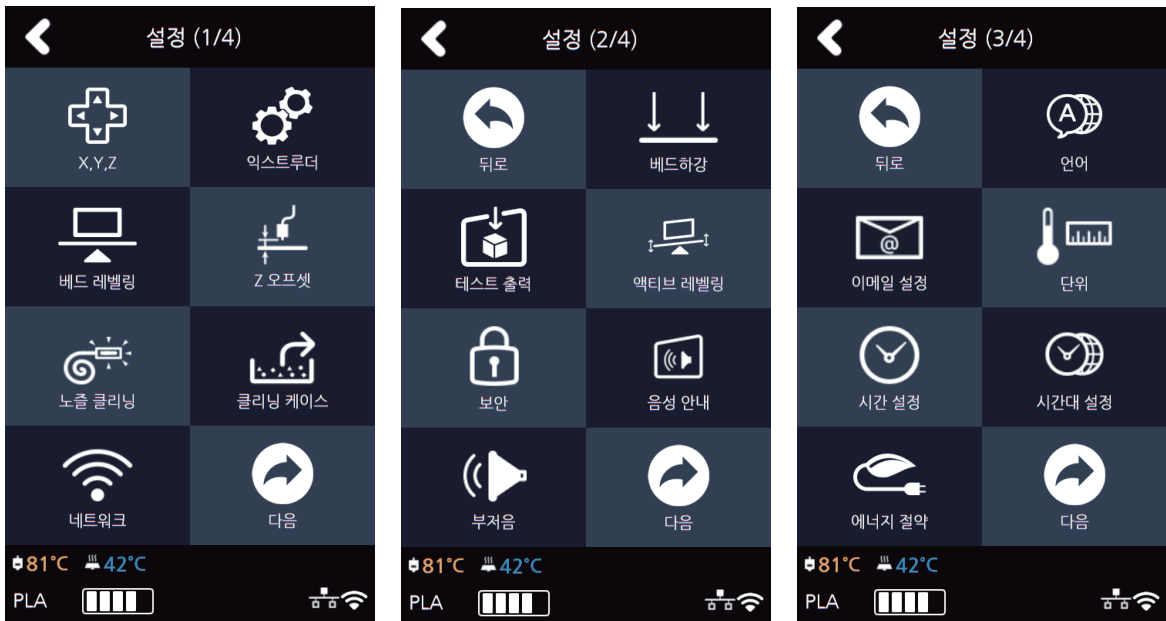 설정 (1/4)
X,Y,Z
익스트루더
베드 레벨링
Z 오프셋
노즐 클리닝
클리닝 케이스
네트워크
다음
81°C
42°C
PLA
설정 (2/4)
뒤로
베드하강
테스트 출력
액티브 레벨링
보안
음성 안내
부저음
다음
81°C
42°C
PLA
설정 (3/4)
뒤로
A
언어
@
이메일 설정
단위
시간 설정
시간대 설정
에너지 절약
다음
81°C
42°C
PLA